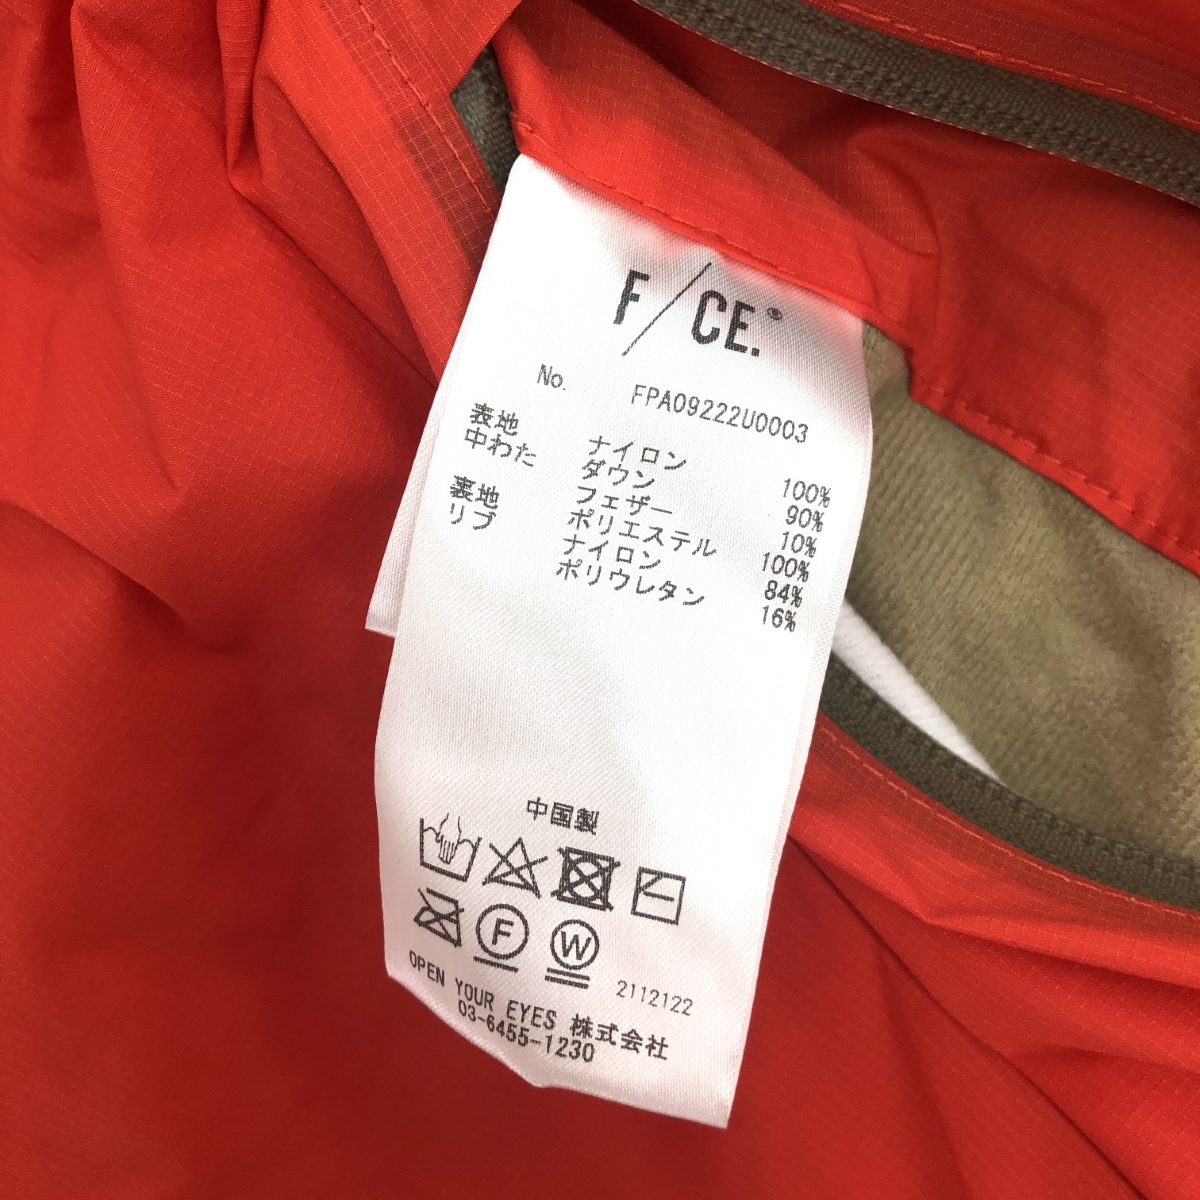 F/CE.®
No. FPA09222U0003
表地 ナイロン 100%
中わた ダウン 90%
フェザー 10%
裏地 ポリエステル 100%
リブ ナイロン 84%
ポリウレタン 16%
中国製
F W
2112122
OPEN YOUR EYES 株式会社
03-6455-1230